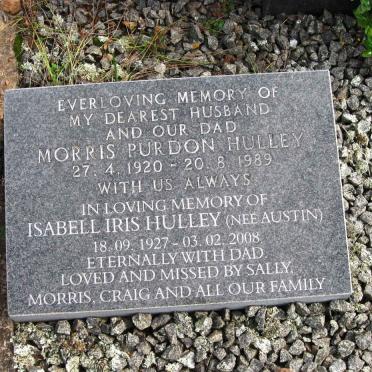 EVERLOVING MEMORY OF
MY DEAREST HUSBAND
AND OUR DAD
MORRIS PURDON HULLEY
27. 4. 1920 - 20. 8. 1989
WITH US ALWAYS
IN LOVING MEMORY OF
ISABELL IRIS HULLEY (NEE AUSTIN)
18. 09. 1927 - 03. 02. 2008
ETERNALLY WITH DAD
LOVED AND MISSED BY SALLY,
MORRIS, CRAIG AND ALL OUR FAMILY